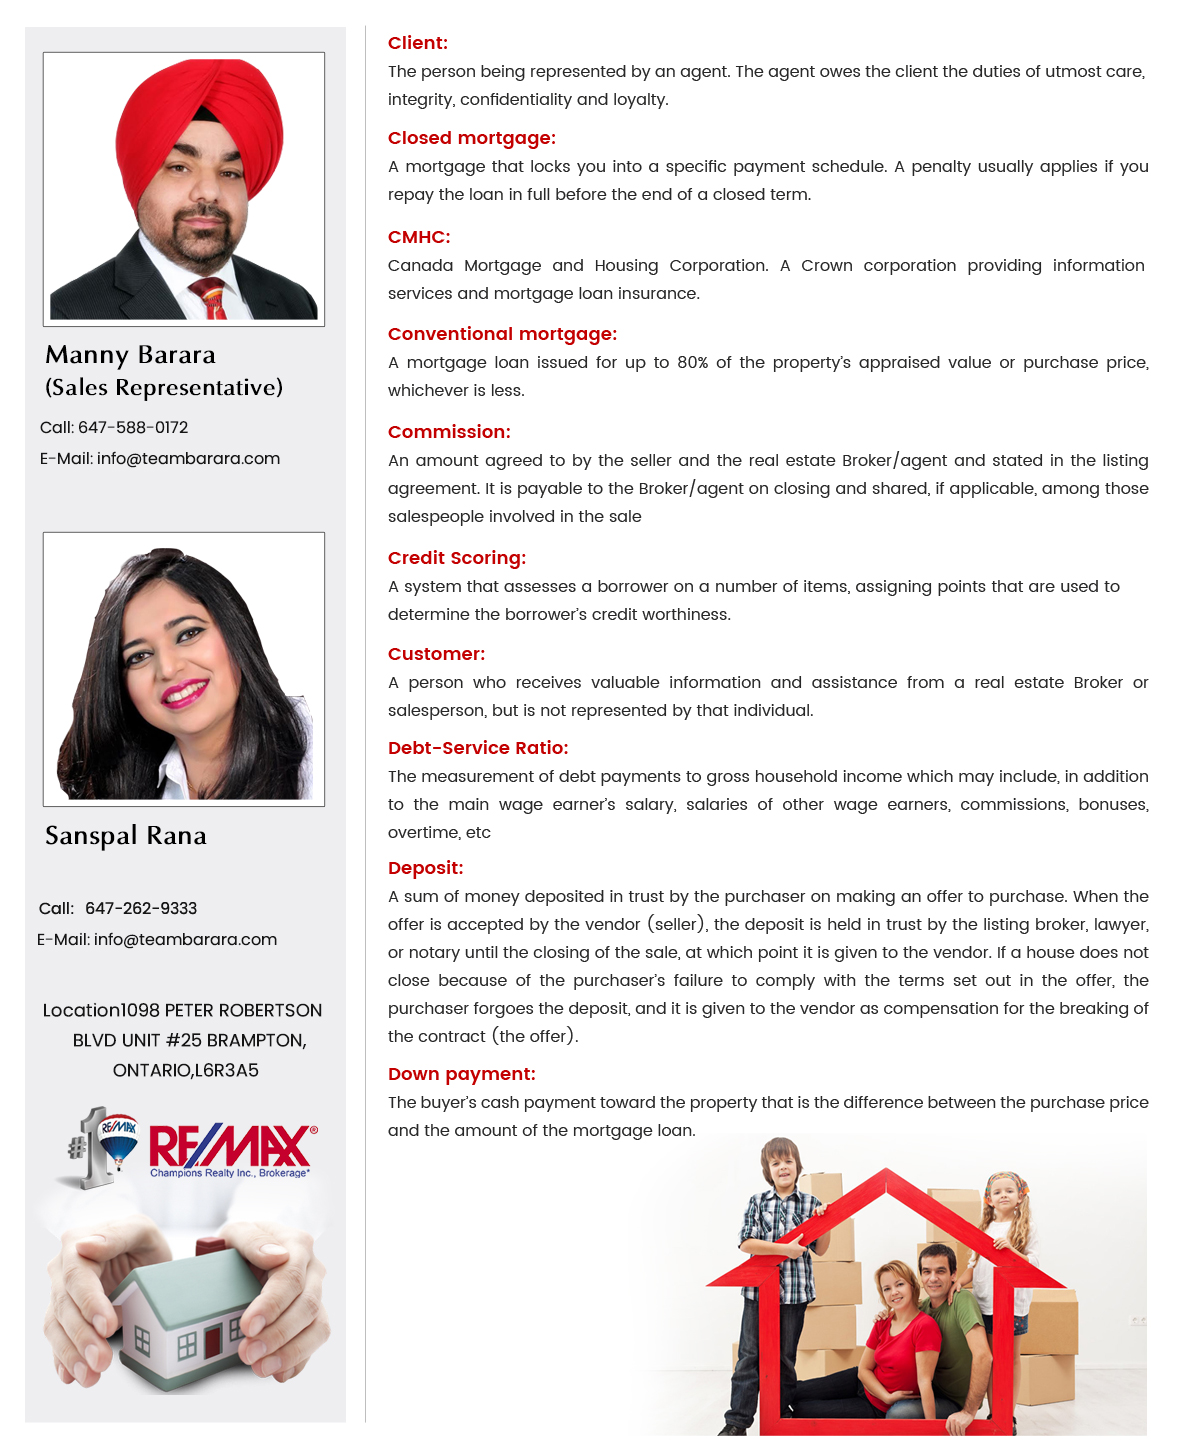 Manny Barara
(Sales Representative)
Call: 647-588-0172
E-Mail: info@teambarara.com
Sanspal Rana
Call: 647-262-9333
E-Mail: info@teambarara.com
Location1098 PETER ROBERTSON
BLVD UNIT #25 BRAMPTON,
ONTARIO,L6R3A5
#1 RE/MAX
RE/MAX®
Champions Realty Inc., Brokerage*
Client:
The person being represented by an agent. The agent owes the client the duties of utmost care,
integrity, confidentiality and loyalty.
Closed mortgage:
A mortgage that locks you into a specific payment schedule. A penalty usually applies if you
repay the loan in full before the end of a closed term.
CMHC:
Canada Mortgage and Housing Corporation. A Crown corporation providing information
services and mortgage loan insurance.
Conventional mortgage:
A mortgage loan issued for up to 80% of the property’s appraised value or purchase price,
whichever is less.
Commission:
An amount agreed to by the seller and the real estate Broker/agent and stated in the listing
agreement. It is payable to the Broker/agent on closing and shared, if applicable, among those
salespeople involved in the sale
Credit Scoring:
A system that assesses a borrower on a number of items, assigning points that are used to
determine the borrower’s credit worthiness.
Customer:
A person who receives valuable information and assistance from a real estate Broker or
salesperson, but is not represented by that individual.
Debt-Service Ratio:
The measurement of debt payments to gross household income which may include, in addition
to the main wage earner’s salary, salaries of other wage earners, commissions, bonuses,
overtime, etc
Deposit:
A sum of money deposited in trust by the purchaser on making an offer to purchase. When the
offer is accepted by the vendor (seller), the deposit is held in trust by the listing broker, lawyer,
or notary until the closing of the sale, at which point it is given to the vendor. If a house does not
close because of the purchaser’s failure to comply with the terms set out in the offer, the
purchaser forgoes the deposit, and it is given to the vendor as compensation for the breaking of
the contract (the offer).
Down payment:
The buyer’s cash payment toward the property that is the difference between the purchase price
and the amount of the mortgage loan.